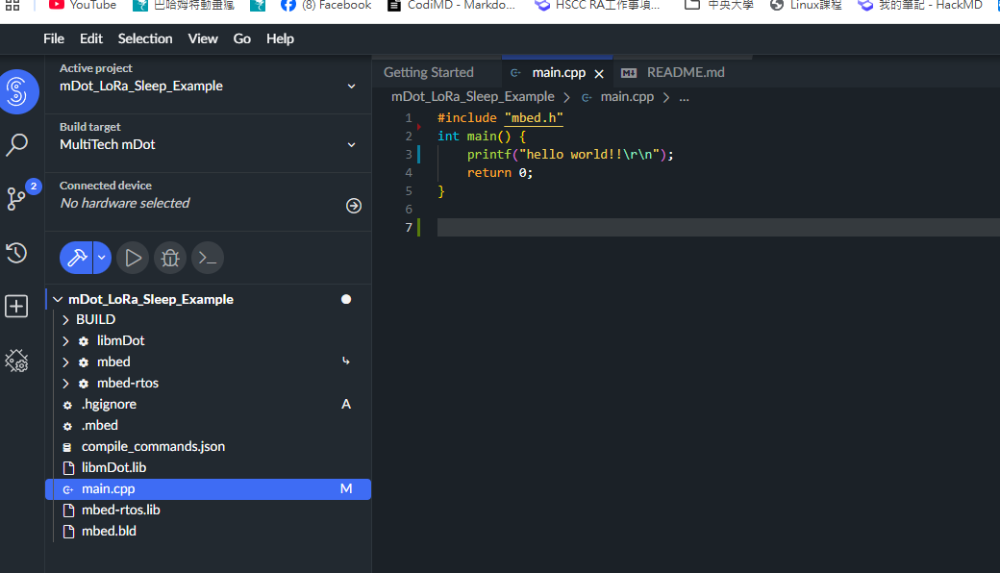 YouTube
巴哈姆特動畫瘋
(8) Facebook
CodiMD - Markdo...
HSCC RA工作事項...
中央大學
Linux課程
我的筆記 - HackMD
File Edit Selection View Go Help
Active project
mDot_LoRa_Sleep_Example
Build target
MultiTech mDot
Connected device
No hardware selected
2
mDot_LoRa_Sleep_Example
BUILD
libmDot
mbed
mbed-rtos
.hgignore A
.mbed
compile_commands.json
libmDot.lib
main.cpp M
mbed-rtos.lib
mbed.bld
Getting Started main.cpp README.md
mDot_LoRa_Sleep_Example > main.cpp > ...
1 #include "mbed.h"
2 int main() {
3 printf("hello world!!\r\n");
4 return 0;
5 }
6
7